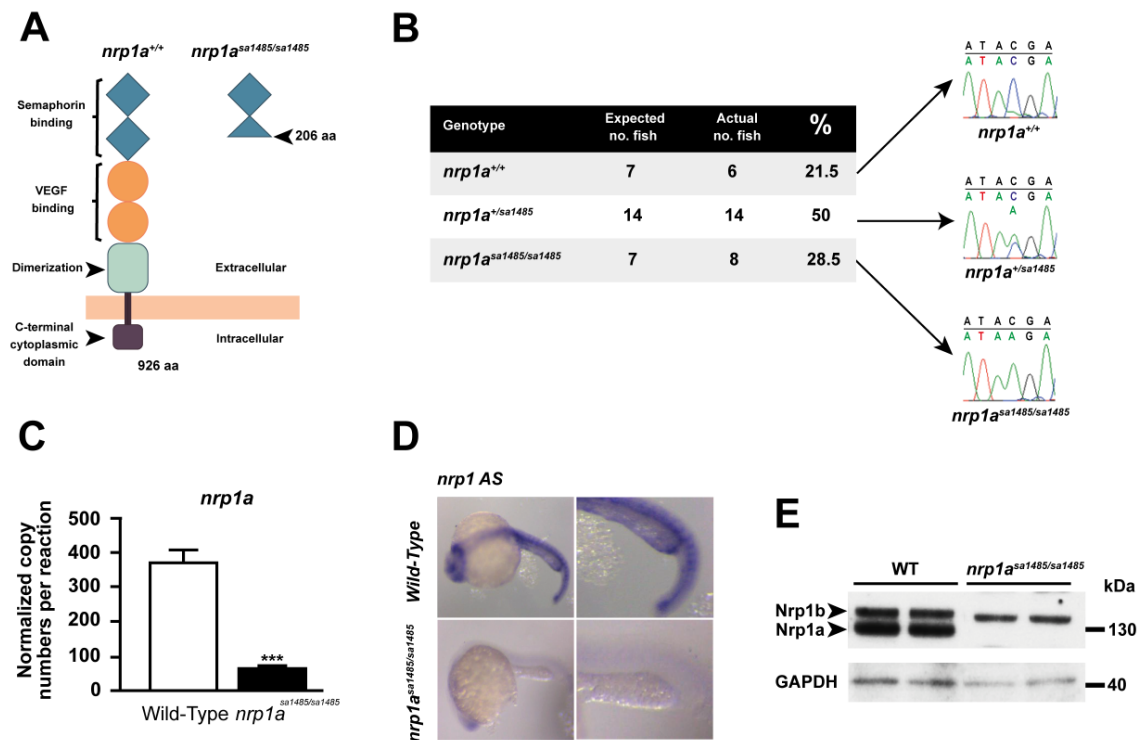 A
nrp1a+/+
nrp1asa1485/sa1485
Semaphorin
binding
206 aa
VEGF
binding
Dimerization
Extracellular
C-terminal
cytoplasmic
domain
Intracellular
926 aa
B
Genotype Expected no. fish Actual no. fish %
nrp1a+/+ 7 6 21.5
nrp1a+/sa1485 14 14 50
nrp1asa1485/sa1485 7 8 28.5
A T A C G A
A T A C G A
nrp1a+/+
A T A C G A
A T A C G A
A
nrp1a+/sa1485
A T A C G A
A T A A G A
nrp1asa1485/sa1485
C
nrp1a
Normalized copy
numbers per reaction
500
400
300
200
100
0
***
Wild-Type nrp1asa1485/sa1485
D
nrp1 AS
Wild-Type
nrp1asa1485/sa1485
E
WT nrp1asa1485/sa1485 kDa
Nrp1b
Nrp1a 130
GAPDH 40